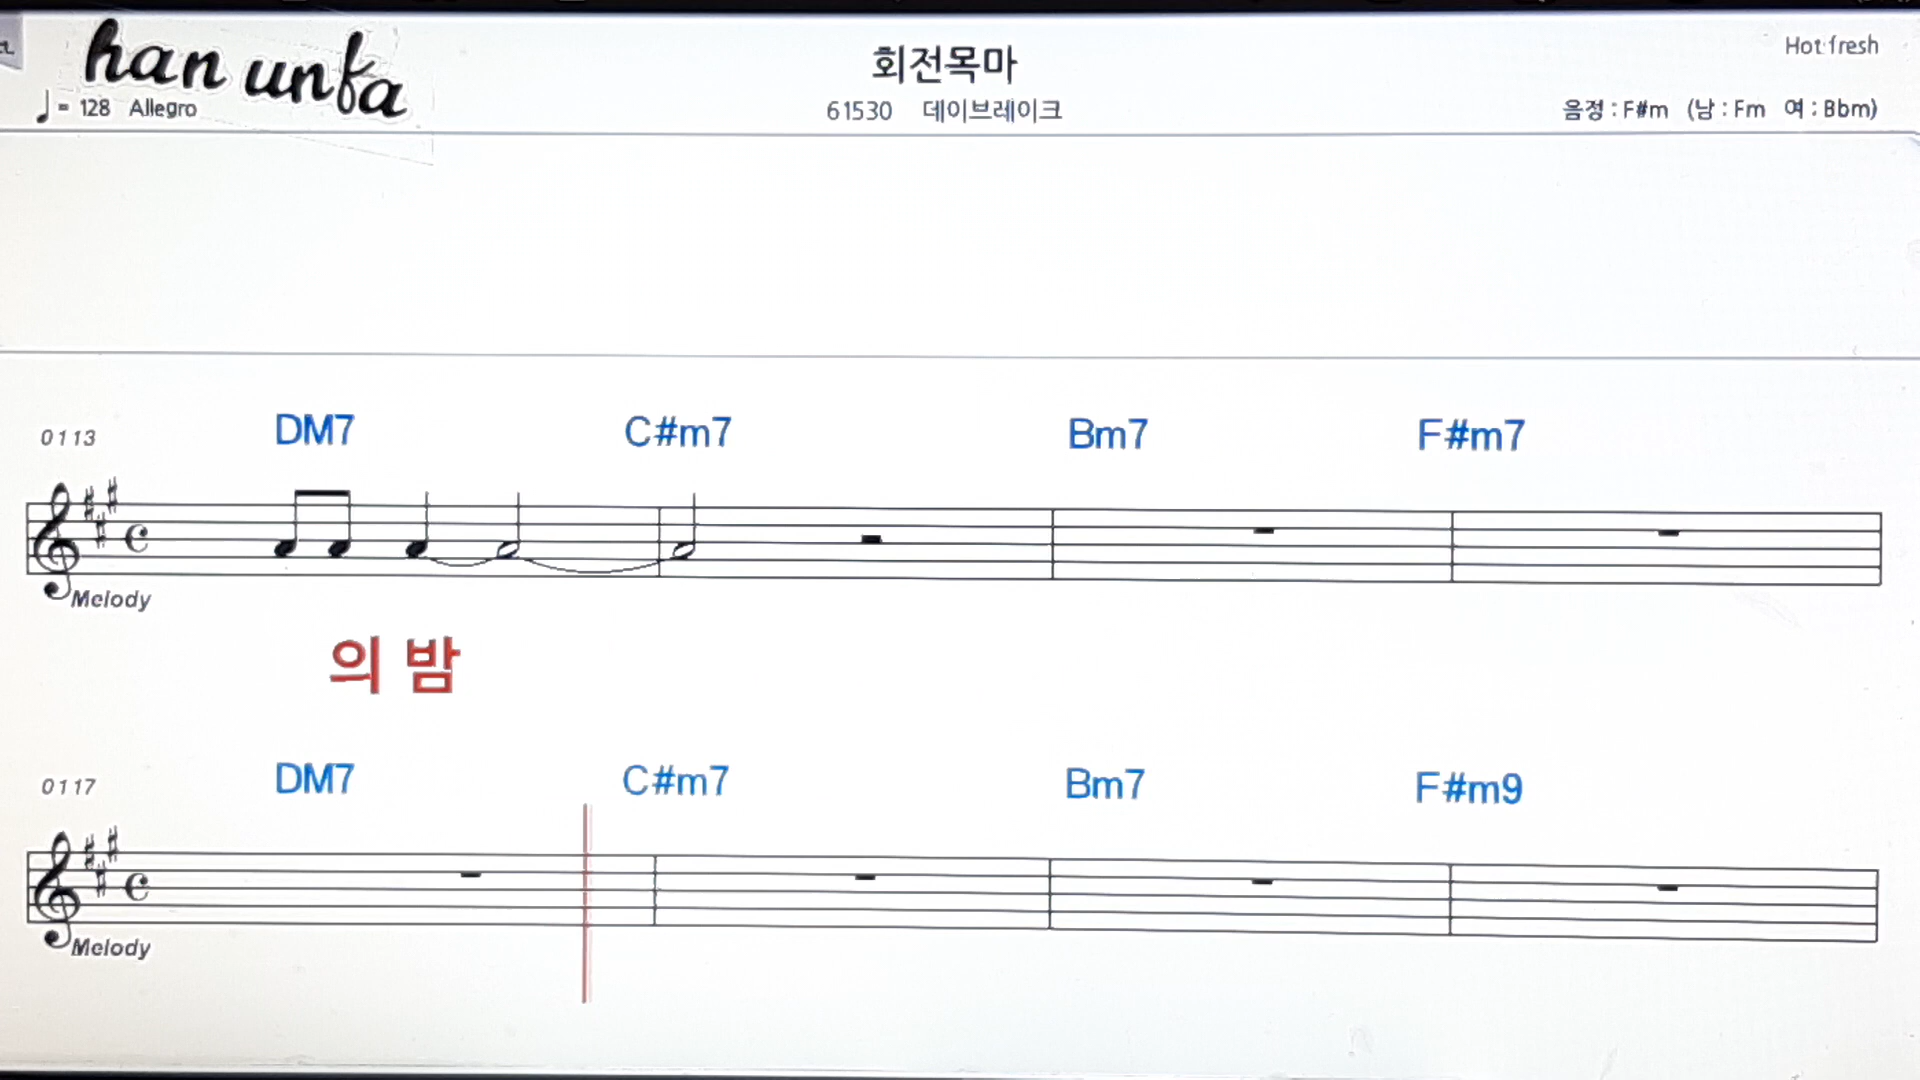 han unfa
회전목마
Hot fresh
♩ = 128 Allegro
61530 데이브레이크
음정 : F#m (남 : Fm 여 : Bbm)
0113 DM7 C#m7 Bm7 F#m7
Melody
의 밤
0117 DM7 C#m7 Bm7 F#m9
Melody